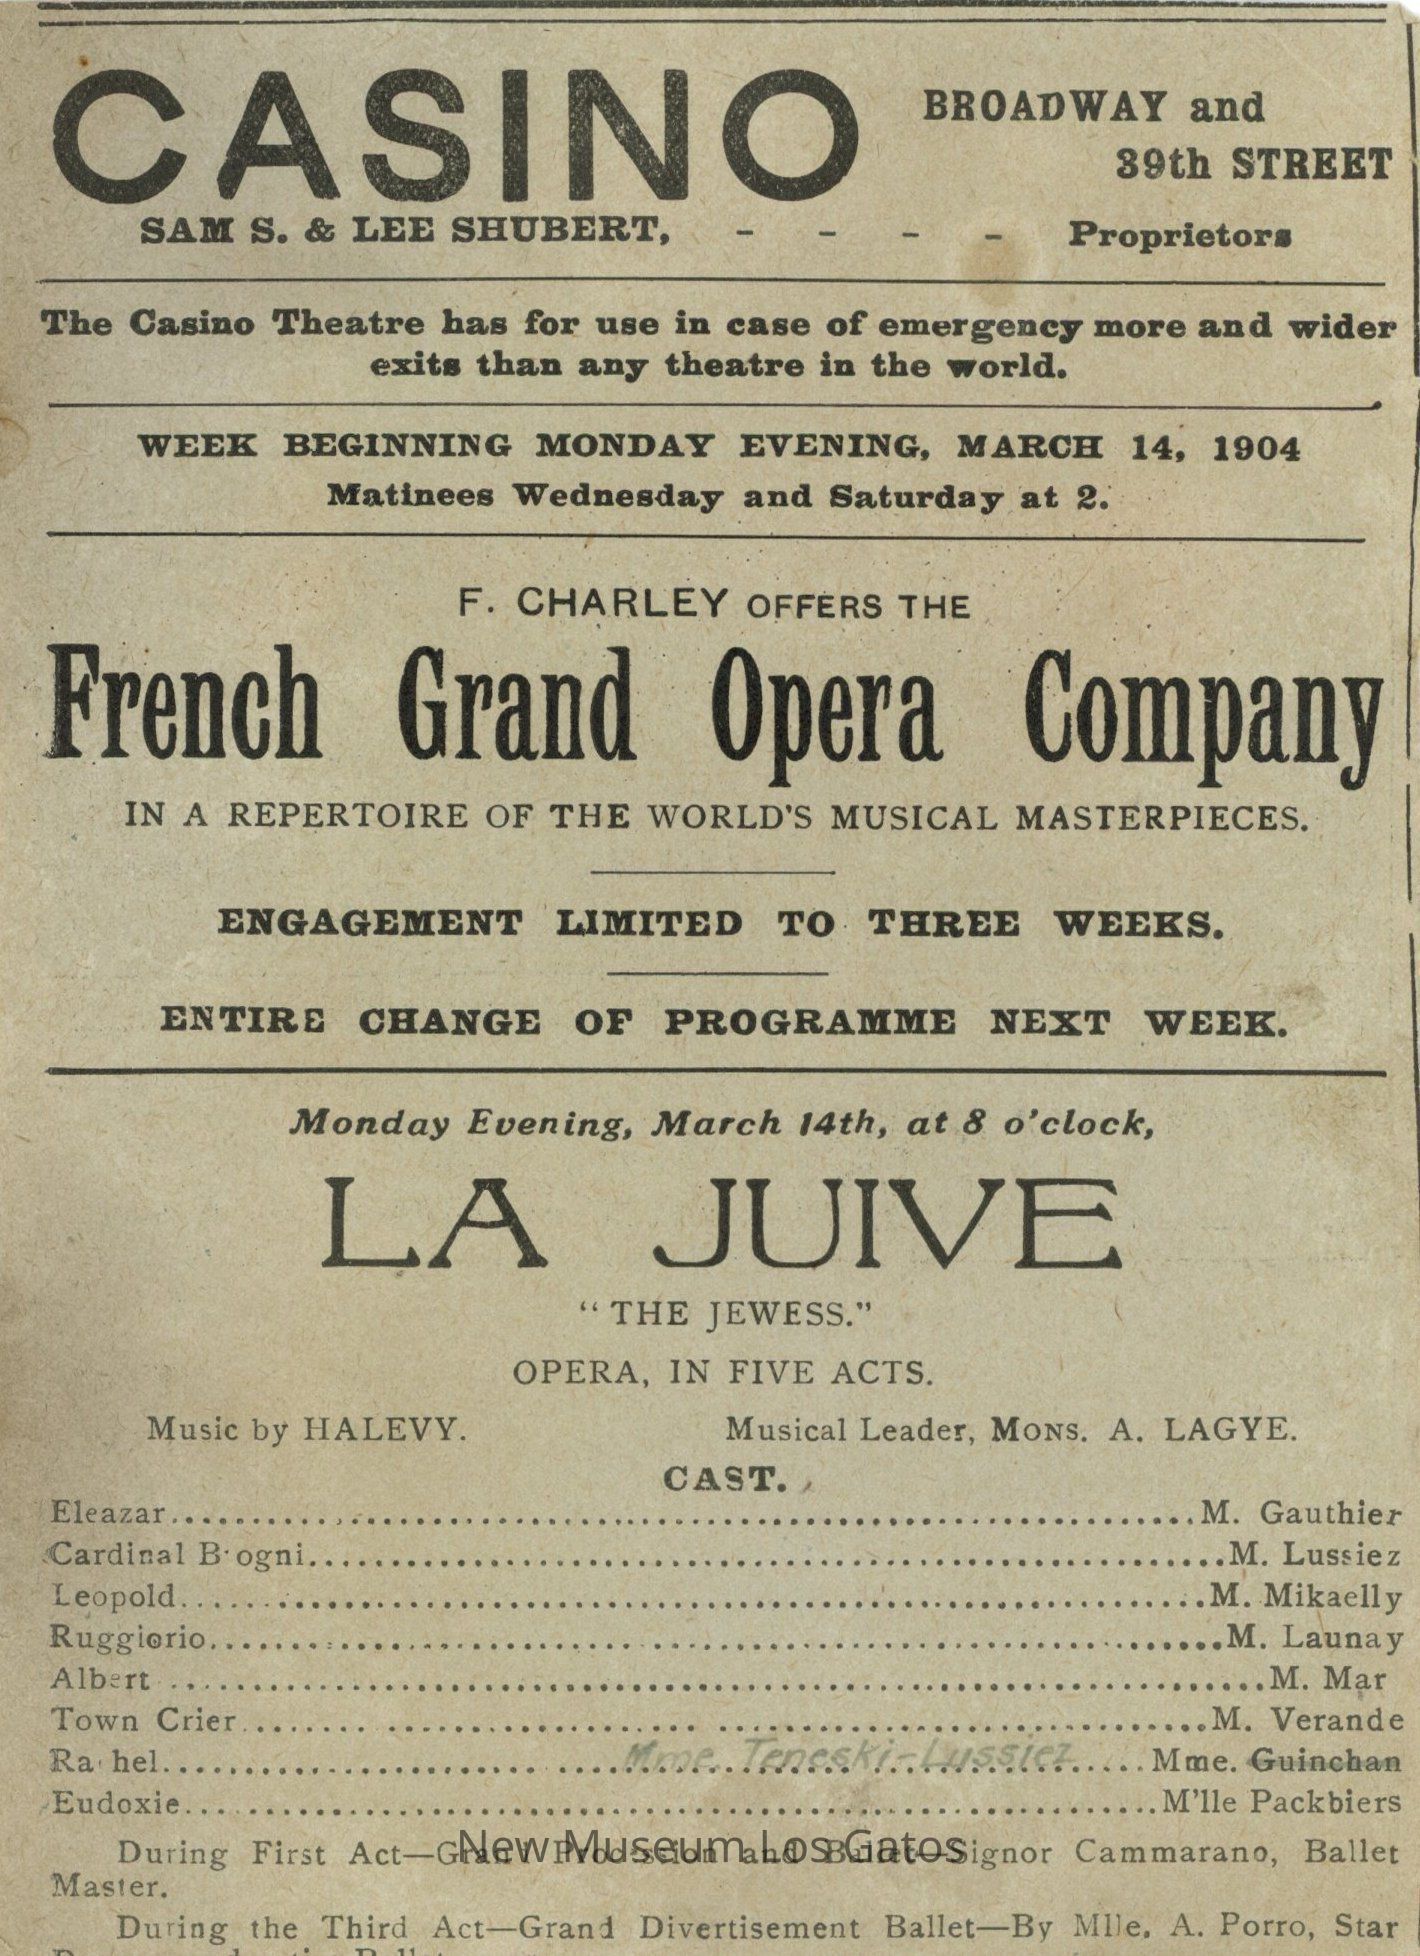 CASINO BROADWAY and
39th STREET
SAM S. & LEE SHUBERT, - - - - Proprietors
The Casino Theatre has for use in case of emergency more and wider
exits than any theatre in the world.
WEEK BEGINNING MONDAY EVENING, MARCH 14, 1904
Matinees Wednesday and Saturday at 2.
F. CHARLEY OFFERS THE
French Grand Opera Company
IN A REPERTOIRE OF THE WORLD'S MUSICAL MASTERPIECES.
ENGAGEMENT LIMITED TO THREE WEEKS.
ENTIRE CHANGE OF PROGRAMME NEXT WEEK.
Monday Evening, March 14th, at 8 o'clock,
LA JUIVE
"THE JEWESS."
OPERA, IN FIVE ACTS.
Music by HALEVY. Musical Leader, MONS. A. LAGYE.
CAST.
Eleazar...M. Gauthier
Cardinal B ogni...M. Lussiez
Leopold...M. Mikaelly
Ruggiorio...M. Launay
Albert...M. Mar
Town Crier...M. Verande
Ra hel...Mme. Teneski-Lussiez...Mme. Guinchan
Eudoxie...M'lle Packbiers
During First Act—Grand Procession and Ballet—Signor Cammarano, Ballet
Master.
New Museum Los Gatos
During the Third Act—Grand Divertisement Ballet—By Mlle. A. Porro, Star